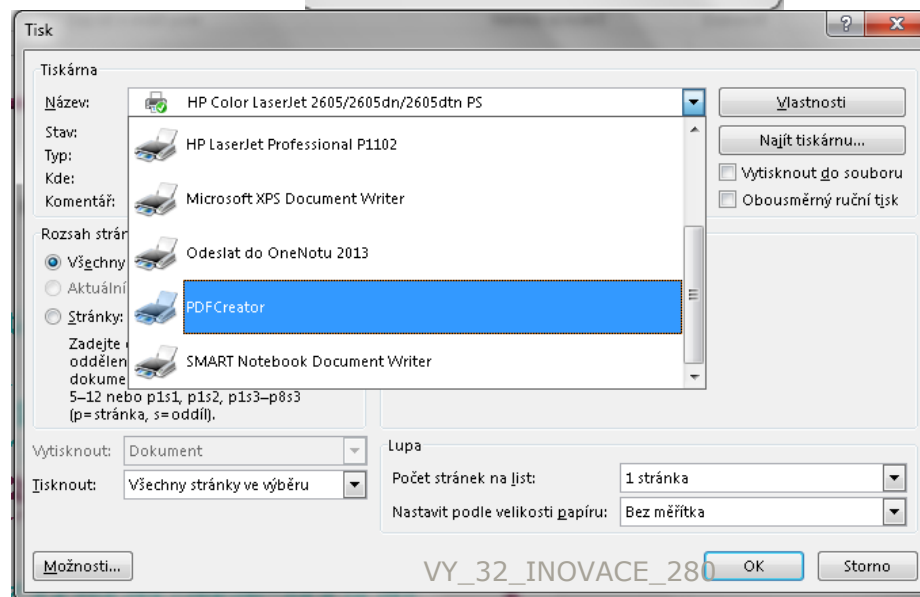 Tisk
Tiskárna
Název: HP Color LaserJet 2605/2605dn/2605dtn PS Vlastnosti
Stav: HP LaserJet Professional P1102 Najít tiskárnu...
Typ:
Kde: Microsoft XPS Document Writer Vytisknout do souboru
Komentář: Obousměrný ruční tisk
Rozsah strán
Odeslat do OneNotu 2013
Všechny
Aktuální
PDFCreator
Stránky:
Zadejte
oddělen
SMART Notebook Document Writer
dokume
5–12 nebo p1s1, p1s2, p1s3–p8s3
(p=stránka, s=oddíl).
Vytisknout: Dokument
Lupa
Tisknout: Všechny stránky ve výběru
Počet stránek na list: 1 stránka
Nastavit podle velikosti papíru: Bez měřítka
Možnosti...
VY_32_INOVACE_280
OK
Storno